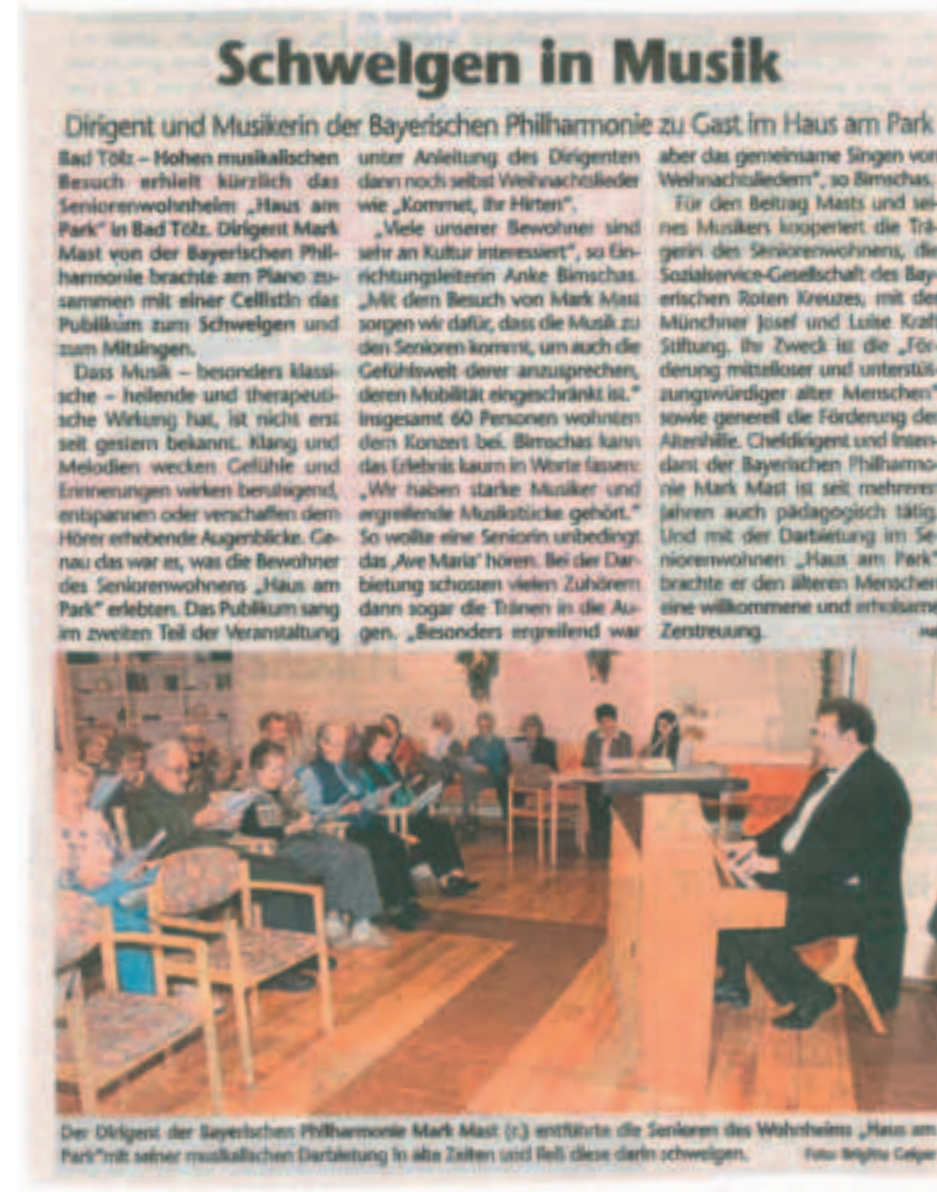 Schwelgen in Musik
Dirigent und Musikerin der Bayerischen Philharmonie zu Gast im Haus am Park
Bad Tölz – Hohen musikalischen
Besuch erhielt kürzlich das
Seniorenwohnheim „Haus am
Park“ in Bad Tölz. Dirigent Mark
Mast von der Bayerischen Phil-
harmonie brachte am Piano zu-
sammen mit einer Cellistin das
Publikum zum Schwelgen und
zum Mitsingen.
Dass Musik – besonders klassi-
sche – heilende und therapeuti-
sche Wirkung hat, ist nicht erst
seit gestern bekannt. Klang und
Melodien wecken Gefühle und
Erinnerungen wirken beruhigend,
entspannen oder verschaffen dem
Hörer erhebende Augenblicke. Ge-
nau das war es, was die Bewohner
des Seniorenwohnens „Haus am
Park“ erlebten. Das Publikum sang
im zweiten Teil der Veranstaltung
unter Anleitung des Dirigenten
dann noch selbst Weihnachtslieder
wie „Kommet, Ihr Hirten“.
„Viele unserer Bewohner sind
sehr an Kultur interessiert“, so Ein-
richtungsleiterin Anke Bimschas.
„Mit dem Besuch von Mark Mast
sorgen wir dafür, dass die Musik zu
den Senioren kommt, um auch die
Gefühlswelt derer anzusprechen,
deren Mobilität eingeschränkt ist.“
Insgesamt 60 Personen wohnten
dem Konzert bei. Bimschas kann
das Erlebnis kaum in Worte fassen:
„Wir haben starke Musiker und
ergreifende Musikstücke gehört.“
So wollte eine Seniorin unbedingt
das „Ave Maria“ hören. Bei der Dar-
bietung schossen vielen Zuhörern
dann sogar die Tränen in die Au-
gen. „Besonders ergreifend war
aber das gemeinsame Singen von
Weihnachtsliedern“, so Bimschas.
Für den Beitrag Masts und sei-
nes Musikers kooperiert die Trä-
gerin des Seniorenwohnens, die
Sozialservice-Gesellschaft des Bay-
erischen Roten Kreuzes, mit der
Münchner Josef und Luise Kraft
Stiftung. Ihr Zweck ist die „För-
derung mittelloser und unterstüt-
zungswürdiger alter Menschen“
sowie generell die Förderung der
Altenhilfe. Chefdirigent und Inten-
dant der Bayerischen Philharmo-
nie Mark Mast ist seit mehreren
Jahren auch pädagogisch tätig.
Und mit der Darbietung im Se-
niorenwohnen „Haus am Park“
brachte er den älteren Menschen
eine willkommene und erholsame
Zerstreuung.
Der Dirigent der Bayerischen Philharmonie Mark Mast (r.) entführte die Senioren des Wohnheims „Haus am
Park“mit seiner musikalischen Darbietung in alte Zeiten und ließ diese darin schwelgen. Foto: Brigitte Geiger